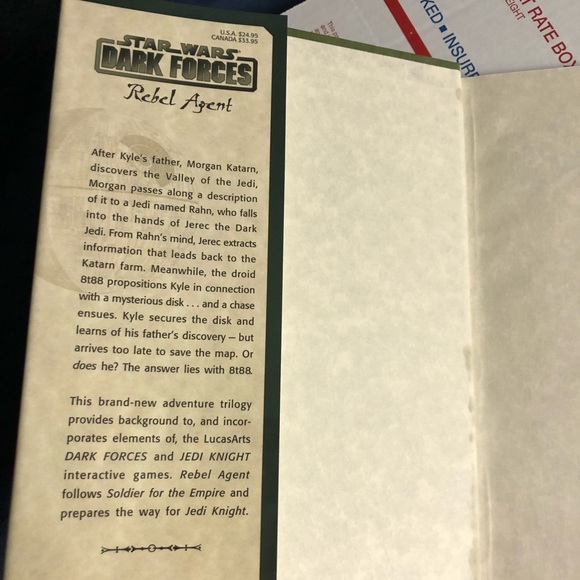 U.S.A. $24.95
CANADA $33.95
STAR WARS
DARK FORCES
Rebel Agent
After Kyle's father, Morgan Katarn,
discovers the Valley of the Jedi,
Morgan passes along a description
of it to a Jedi named Rahn, who falls
into the hands of Jerec the Dark
Jedi. From Rahn's mind, Jerec extracts
information that leads back to the
Katarn farm. Meanwhile, the droid
8t88 propositions Kyle in connection
with a mysterious disk . . . and a chase
ensues. Kyle secures the disk and
learns of his father's discovery – but
arrives too late to save the map. Or
does he? The answer lies with 8t88.
This brand-new adventure trilogy
provides background to, and incor-
porates elements of, the LucasArts
DARK FORCES and JEDI KNIGHT
interactive games. Rebel Agent
follows Soldier for the Empire and
prepares the way for Jedi Knight.
RATE BOX
EIGHT
KED ■ INSUR